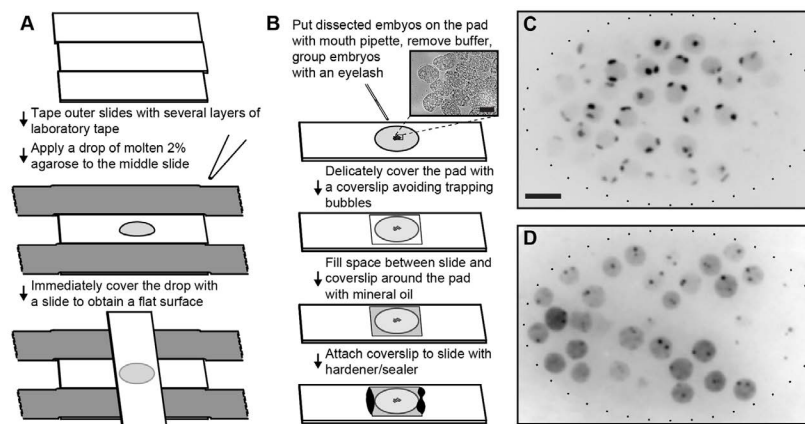 A
Tape outer slides with several layers of
laboratory tape
Apply a drop of molten 2%
agarose to the middle slide
Immediately cover the drop with
a slide to obtain a flat surface
B
Put dissected embyos on the pad
with mouth pipette, remove buffer,
group embryos
with an eyelash
Delicately cover the pad with
a coverslip avoiding trapping
bubbles
Fill space between slide and
coverslip around the pad
with mineral oil
Attach coverslip to slide with
hardener/sealer
C
D